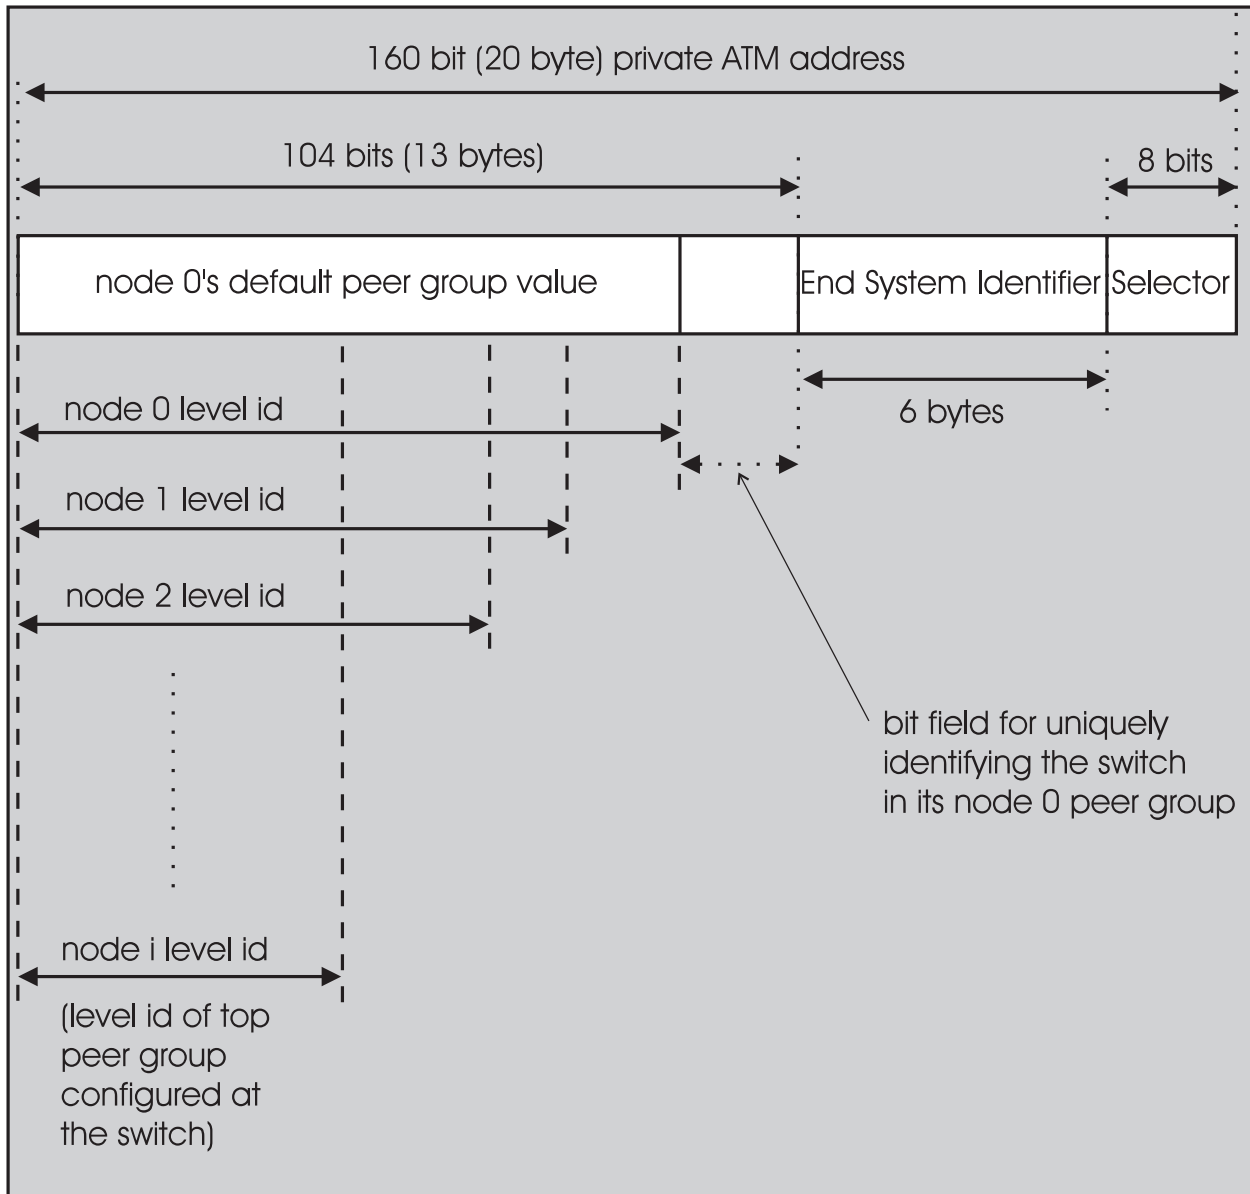 160 bit (20 byte) private ATM address
104 bits (13 bytes)
8 bits
node 0's default peer group value
End System Identifier
Selector
node 0 level id
6 bytes
node 1 level id
node 2 level id
bit field for uniquely
identifying the switch
in its node 0 peer group
node i level id
(level id of top
peer group
configured at
the switch)